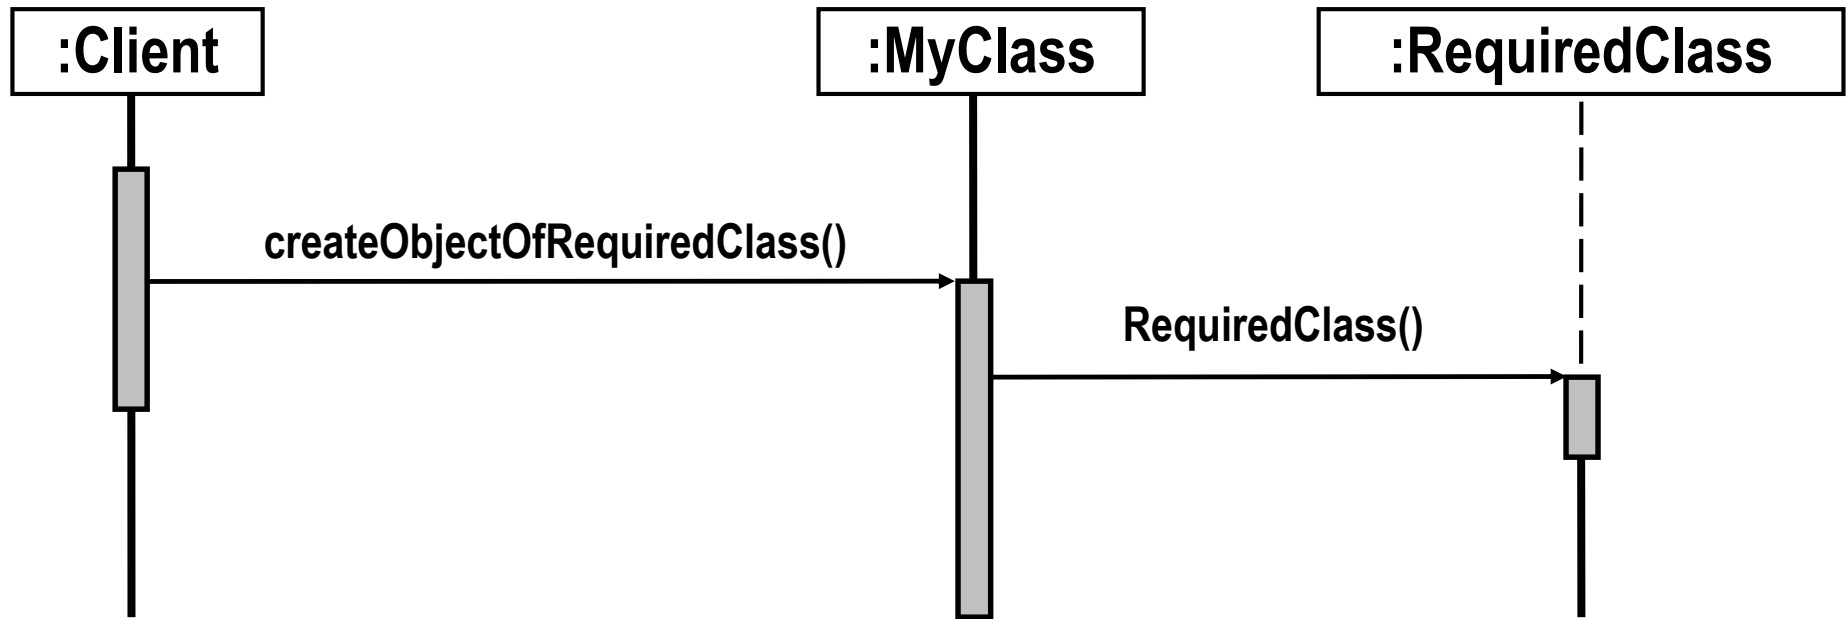 :Client
:MyClass
:RequiredClass
createObjectOfRequiredClass()
RequiredClass()